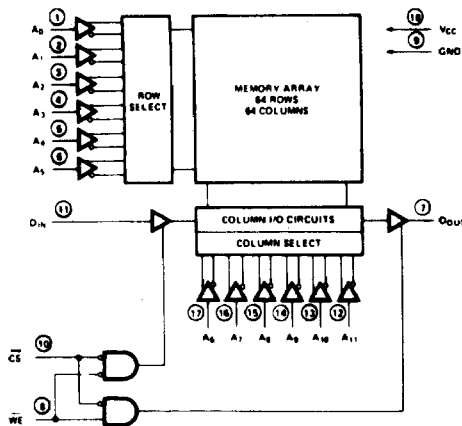 1 A0
2 A1
3 A2
4 A3
5 A4
6 A5
ROW
SELECT
MEMORY ARRAY
64 ROWS
64 COLUMNS
18 VCC
9 GND
DIN 11
COLUMN I/O CIRCUITS
COLUMN SELECT
7 DOUT
17 16 15 14 13 12
A6 A7 A8 A9 A10 A11
CS 10
WE 8